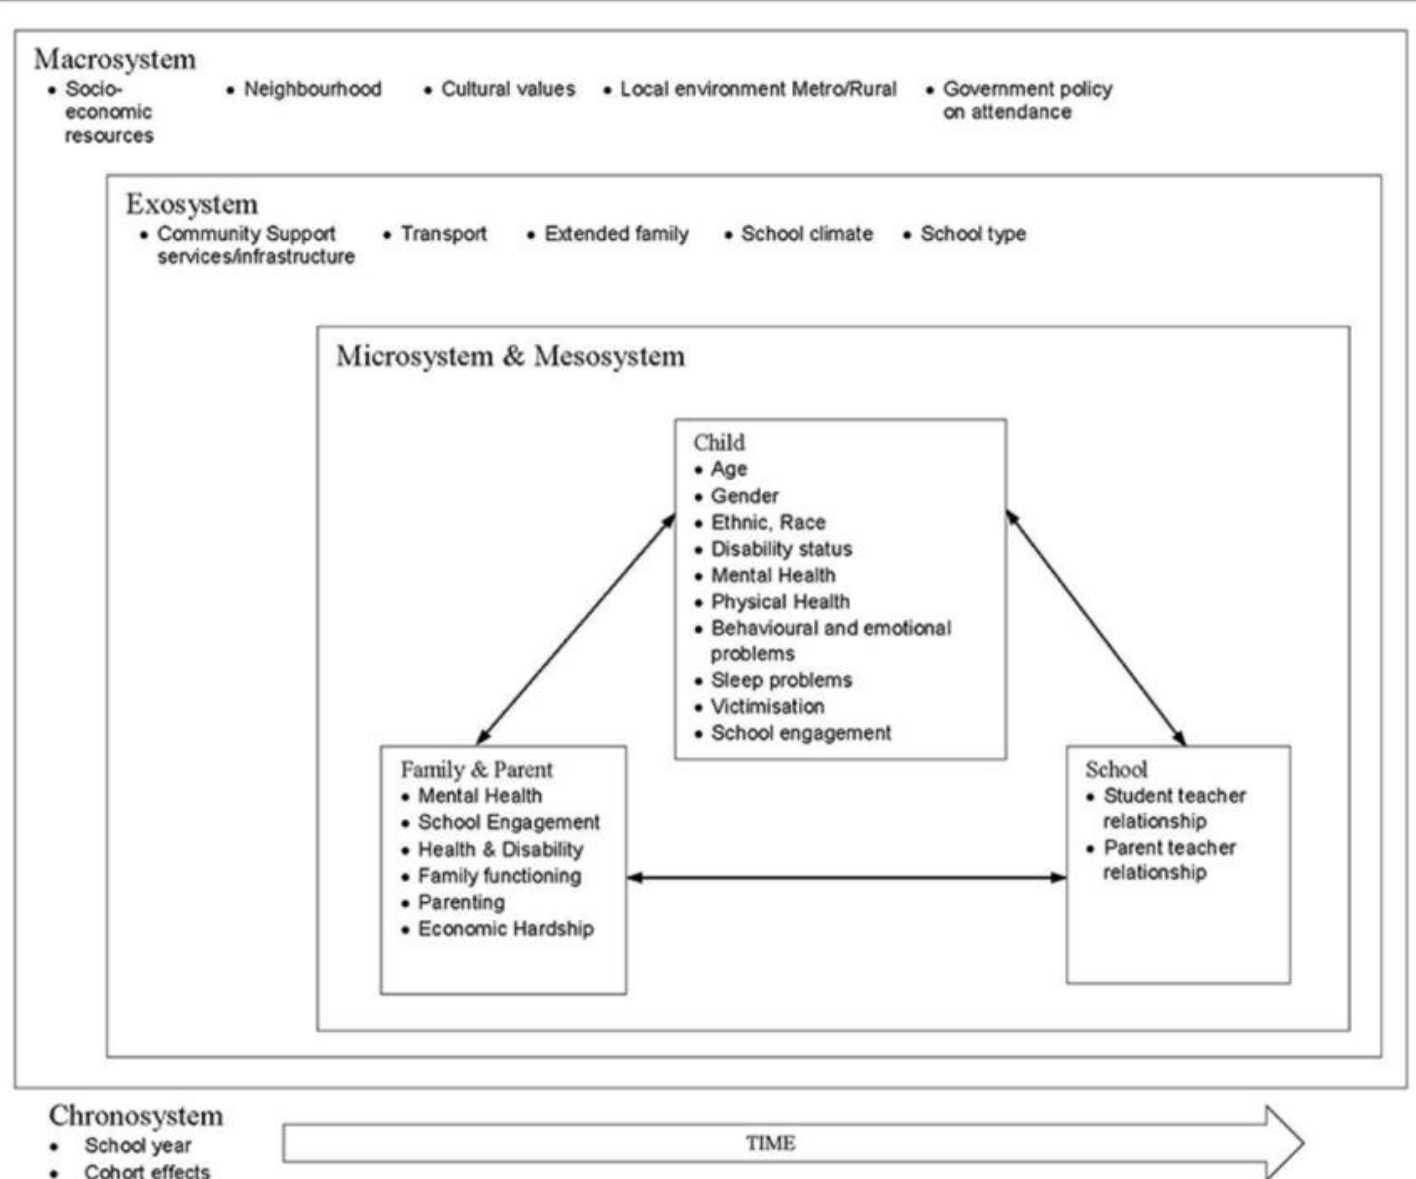 Macrosystem
• Socio-
economic
resources
• Neighbourhood
• Cultural values
• Local environment Metro/Rural
• Government policy
on attendance
Exosystem
• Community Support
services/infrastructure
• Transport
• Extended family
• School climate
• School type
Microsystem & Mesosystem
Child
• Age
• Gender
• Ethnic, Race
• Disability status
• Mental Health
• Physical Health
• Behavioural and emotional
problems
• Sleep problems
• Victimisation
• School engagement
Family & Parent
• Mental Health
• School Engagement
• Health & Disability
• Family functioning
• Parenting
• Economic Hardship
School
• Student teacher
relationship
• Parent teacher
relationship
Chronosystem
• School year
• Cohort effects
TIME